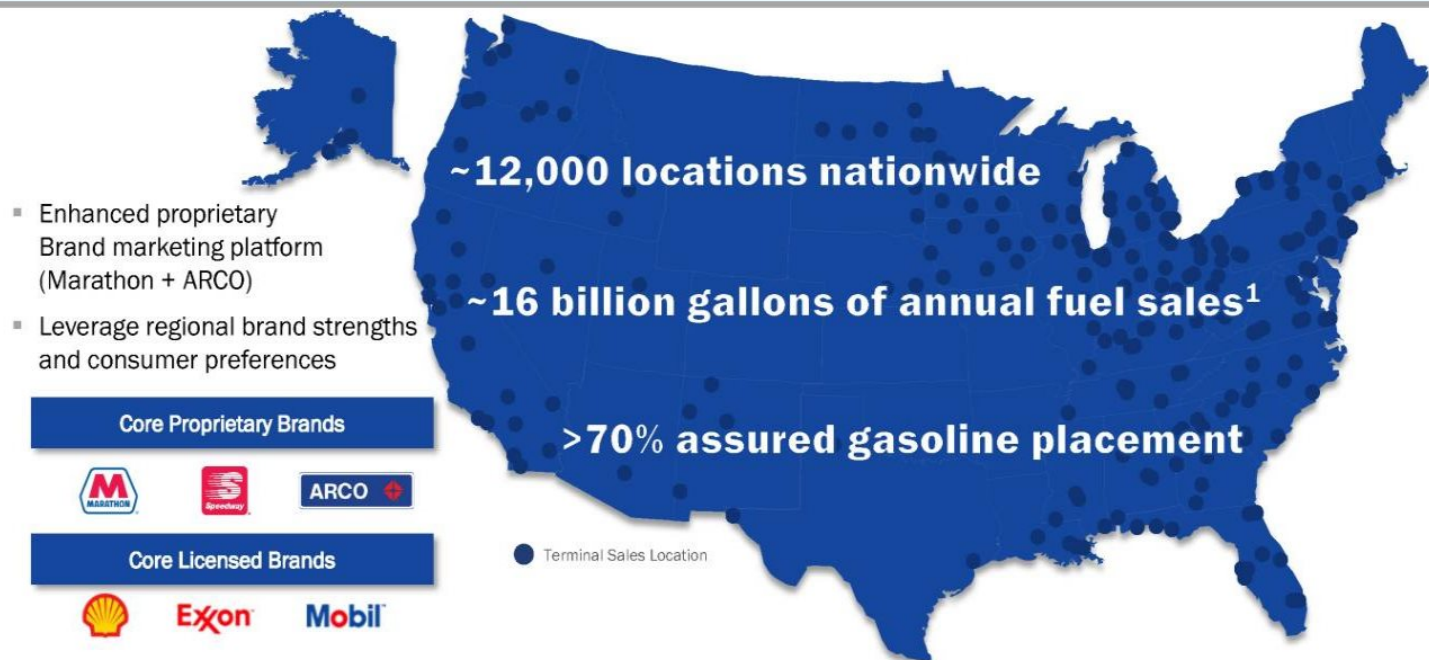 ~12,000 locations nationwide
▪ Enhanced proprietary
Brand marketing platform
(Marathon + ARCO)
~16 billion gallons of annual fuel sales¹
▪ Leverage regional brand strengths
and consumer preferences
Core Proprietary Brands
>70% assured gasoline placement
M
MARATHON
S
Speedway
ARCO
Terminal Sales Location
Core Licensed Brands
Exxon
Mobil